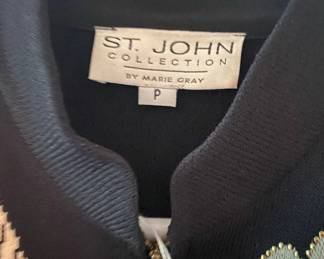 ST. JOHN
COLLECTION
BY MARIE GRAY
P